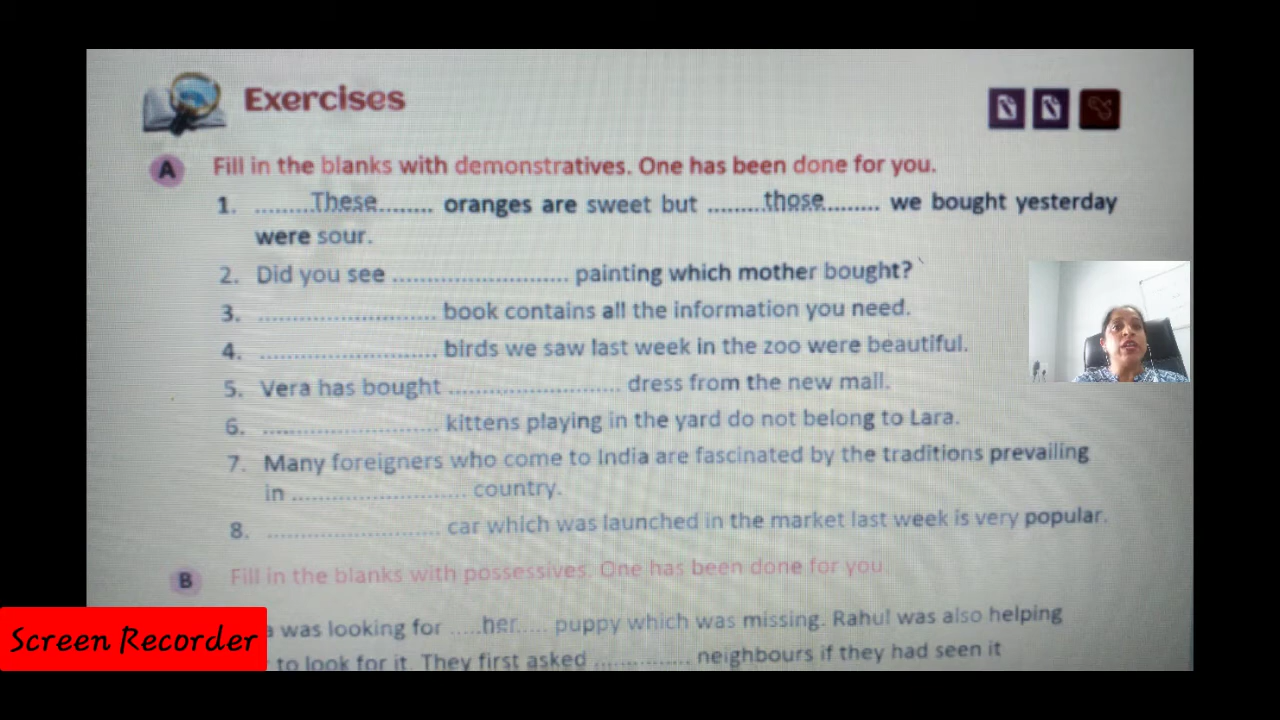 Exercises
A Fill in the blanks with demonstratives. One has been done for you.
1. .........These........ oranges are sweet but .........those......... we bought yesterday
were sour.
2. Did you see ............................ painting which mother bought?
3. ............................ book contains all the information you need.
4. ............................ birds we saw last week in the zoo were beautiful.
5. Vera has bought ............................ dress from the new mall.
6. ............................ kittens playing in the yard do not belong to Lara.
7. Many foreigners who come to India are fascinated by the traditions prevailing
in ............................ country.
8. ............................ car which was launched in the market last week is very popular.
B Fill in the blanks with possessives. One has been done for you
was looking for .....her..... puppy which was missing. Rahul was also helping
to look for it. They first asked ............... neighbours if they had seen it
Screen Recorder